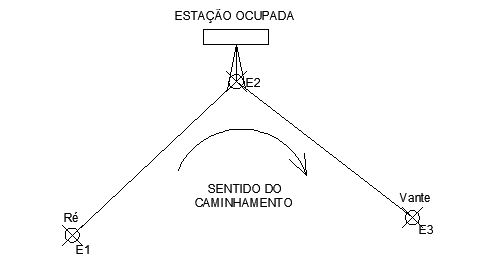 ESTAÇÃO OCUPADA
E2
SENTIDO DO
CAMINHAMENTO
Ré
E1
Vante
E3